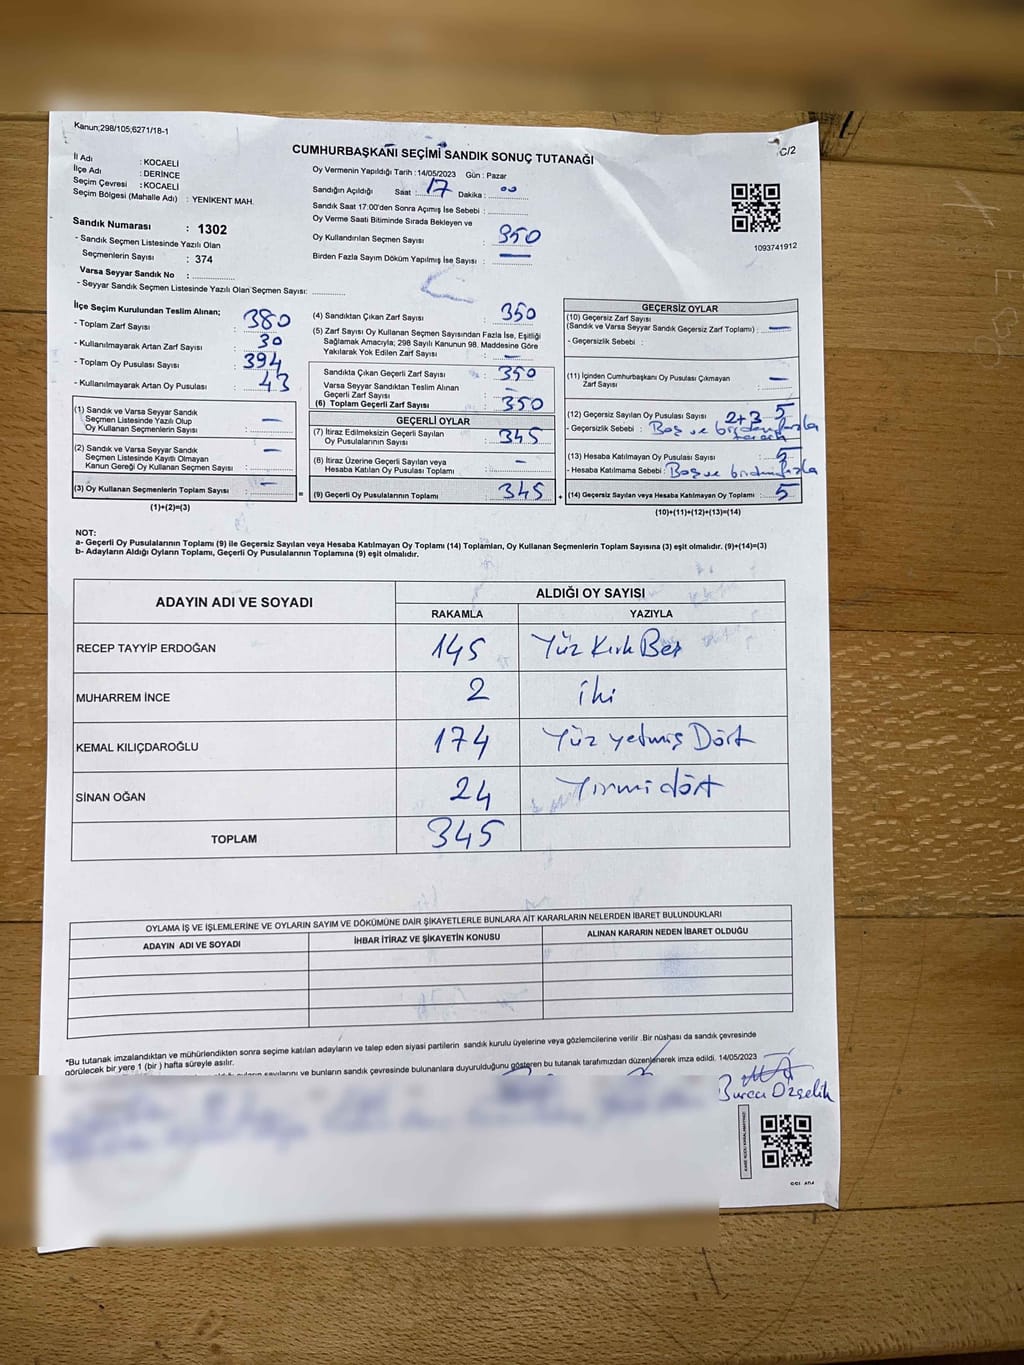 Kanun;298/105,6271/18-1
CUMHURBAŞKANI SEÇİMİ SANDIK SONUÇ TUTANAĞI
C/2
İl Adı : KOCAELİ
İlçe Adı : DERİNCE
Seçim Çevresi : KOCAELİ
Seçim Bölgesi (Mahalle Adı) : YENİKENT MAH.
Sandık Numarası : 1302
- Sandık Seçmen Listesinde Yazılı Olan
Seçmenlerin Sayısı : 374
Varsa Seyyar Sandık No :
- Seyyar Sandık Seçmen Listesinde Yazılı Olan Seçmen Sayısı:
Oy Vermenin Yapıldığı Tarih : 14/05/2023 Gün : Pazar
Sandığın Açıldığı Saat : 17 Dakika : 00
Sandık Saat 17:00'den Sonra Açılmış İse Sebebi :
Oy Verme Saati Bitiminde Sırada Bekleyen ve
Oy Kullandırılan Seçmen Sayısı : 350
Birden Fazla Sayım Döküm Yapılmış İse Sayısı : —
1093741912
İlçe Seçim Kurulundan Teslim Alınan;
- Toplam Zarf Sayısı : 380
- Kullanılmayarak Artan Zarf Sayısı : 30
- Toplam Oy Pusulası Sayısı : 394
- Kullanılmayarak Artan Oy Pusulası : 43
(1) Sandık ve Varsa Seyyar Sandık
Seçmen Listesinde Yazılı Olup
Oy Kullanan Seçmenlerin Sayısı : —
(2) Sandık ve Varsa Seyyar Sandık
Seçmen Listesinde Kayıtlı Olmayan
Kanun Gereği Oy Kullanan Seçmen Sayısı : —
(3) Oy Kullanan Seçmenlerin Toplam Sayısı : —
(1)+(2)=(3)
(4) Sandıktan Çıkan Zarf Sayısı : 350
(5) Zarf Sayısı Oy Kullanan Seçmen Sayısından Fazla İse, Eşitliği
Sağlamak Amacıyla; 298 Sayılı Kanunun 98. Maddesine Göre
Yakılarak Yok Edilen Zarf Sayısı : —
Sandıkta Çıkan Geçerli Zarf Sayısı : 350
Varsa Seyyar Sandıktan Teslim Alınan
Geçerli Zarf Sayısı : —
(6) Toplam Geçerli Zarf Sayısı : 350
GEÇERLİ OYLAR
(7) İtiraz Edilmeksizin Geçerli Sayılan
Oy Pusulalarının Sayısı : 345
(8) İtiraz Üzerine Geçerli Sayılan veya
Hesaba Katılan Oy Pusulası Toplamı : —
= (9) Geçerli Oy Pusulalarının Toplamı : 345
GEÇERSİZ OYLAR
(10) Geçersiz Zarf Sayısı
(Sandık ve Varsa Seyyar Sandık Geçersiz Zarf Toplamı) : —
- Geçersizlik Sebebi :
(11) İçinden Cumhurbaşkanı Oy Pusulası Çıkmayan
Zarf Sayısı : —
(12) Geçersiz Sayılan Oy Pusulası Sayısı : 2+3 5
- Geçersizlik Sebebi : Boş ve birden fazla
(13) Hesaba Katılmayan Oy Pusulası Sayısı : 5
- Hesaba Katılmama Sebebi : Boş ve birden fazla
+ (14) Geçersiz Sayılan veya Hesaba Katılmayan Oy Toplamı : 5
(10)+(11)+(12)+(13)=(14)
NOT:
a- Geçerli Oy Pusulalarının Toplamı (9) ile Geçersiz Sayılan veya Hesaba Katılmayan Oy Toplamı (14) Toplamları, Oy Kullanan Seçmenlerin Toplam Sayısına (3) eşit olmalıdır. (9)+(14)=(3)
b- Adayların Aldığı Oyların Toplamı, Geçerli Oy Pusulalarının Toplamına (9) eşit olmalıdır.
ADAYIN ADI VE SOYADI ALDIĞI OY SAYISI
RAKAMLA YAZIYLA
RECEP TAYYİP ERDOĞAN 145 Yüz Kırk Beş
MUHARREM İNCE 2 iki
KEMAL KILIÇDAROĞLU 174 Yüz yetmiş Dört
SİNAN OĞAN 24 Yirmi dört
TOPLAM 345
OYLAMA İŞ VE İŞLEMLERİNE VE OYLARIN SAYIM VE DÖKÜMÜNE DAİR ŞİKAYETLERLE BUNLARA AİT KARARLARIN NELERDEN İBARET BULUNDUKLARI
ADAYIN ADI VE SOYADI İHBAR İTİRAZ VE ŞİKAYETİN KONUSU ALINAN KARARIN NEDEN İBARET OLDUĞU
*Bu tutanak imzalandıktan ve mühürlendikten sonra seçime katılan adayların ve talep eden siyasi partilerin sandık kurulu üyelerine veya gözlemcilerine verilir .Bir nüshası da sandık çevresinde
görülecek bir yere 1 (bir ) hafta süreyle asılır.
sayılarını ve bunların sandık çevresinde bulunanlara duyurulduğunu gösteren bu tutanak tarafımızdan düzenlenerek imza edildi. 14/05/2023
Burcu Özçelik